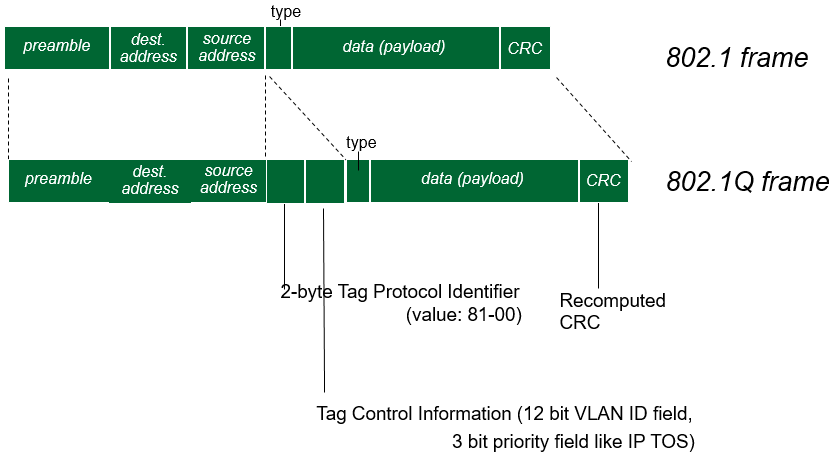 type
preamble
dest.
address
source
address
data (payload)
CRC
802.1 frame
type
preamble
dest.
address
source
address
data (payload)
CRC
802.1Q frame
2-byte Tag Protocol Identifier
(value: 81-00)
Recomputed
CRC
Tag Control Information (12 bit VLAN ID field,
3 bit priority field like IP TOS)